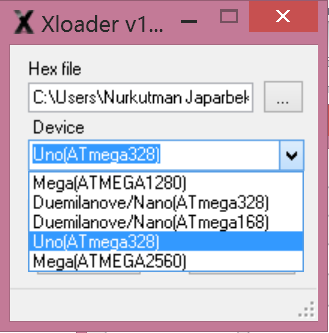 Xloader v1...
Hex file
C:\Users\Nurkutman Japarbek
...
Device
Uno(ATmega328)
Mega(ATMEGA1280)
Duemilanove/Nano(ATmega328)
Duemilanove/Nano(ATmega168)
Uno(ATmega328)
Mega(ATMEGA2560)